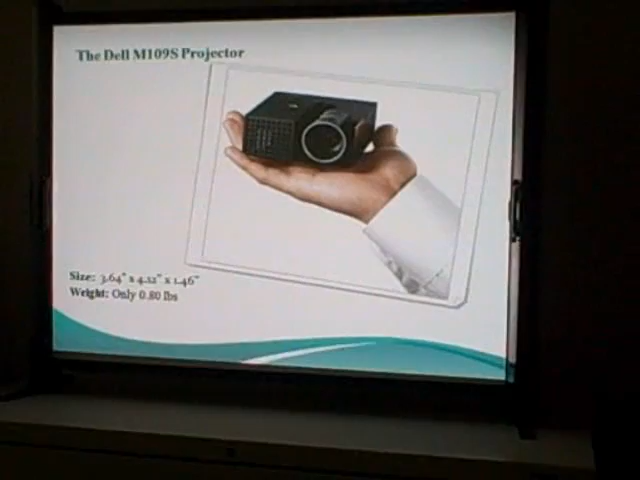 The Dell M109S Projector
Size: 3.64" x 4.12" x 1.46"
Weight: Only 0.80 lbs